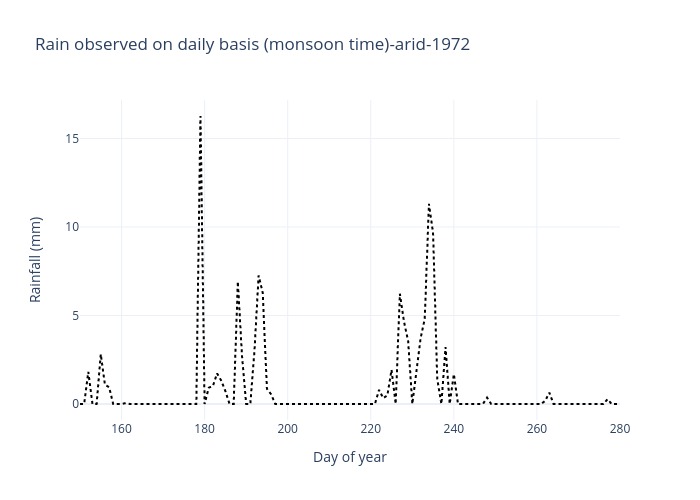 Rain observed on daily basis (monsoon time)-arid-1972
15
10
5
0
Rainfall (mm)
160 180 200 220 240 260 280
Day of year